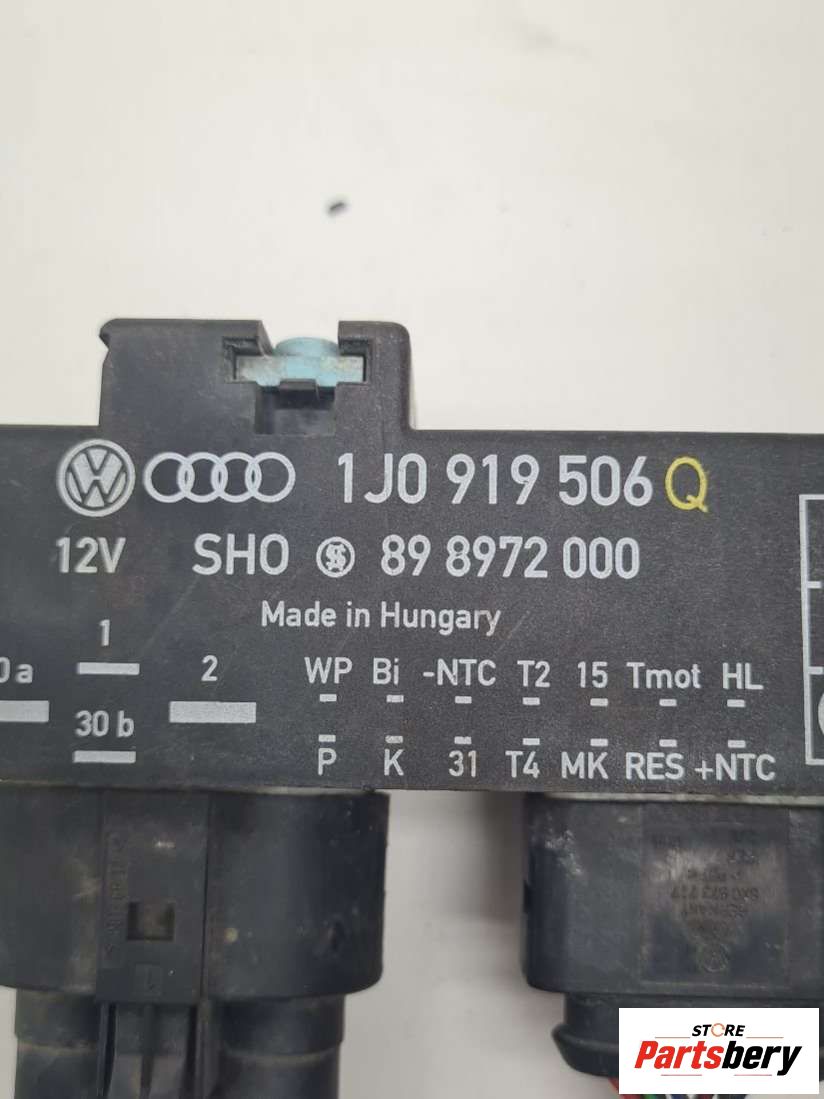 1J0 919 506 Q
12V SHO 89 8972 000
Made in Hungary
1
0a 2 WP Bi -NTC T2 15 Tmot HL
30 b
P K 31 T4 MK RES +NTC
STORE
Partsbery